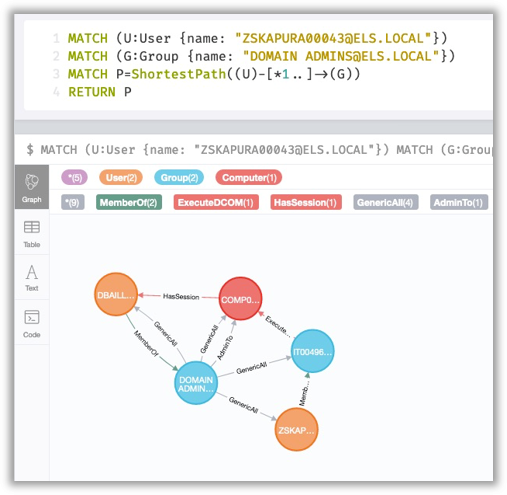 1 MATCH (U:User {name: "ZSKAPURA00043@ELS.LOCAL"})
2 MATCH (G:Group {name: "DOMAIN ADMINS@ELS.LOCAL"})
3 MATCH P=ShortestPath((U)-[*1..]->(G))
4 RETURN P
$ MATCH (U:User {name: "ZSKAPURA00043@ELS.LOCAL"}) MATCH (G:Group
*(5) User(2) Group(2) Computer(1)
*(9) MemberOf(2) ExecuteDCOM(1) HasSession(1) GenericAll(4) AdminTo(1)
Graph
Table
Text
Code
DBAILL...
HasSession
COMP0...
Execute...
GenericAll
MemberOf
GenericAll
AdminTo
IT00496...
DOMAIN
ADMIN...
GenericAll
Memb...
GenericAll
ZSKAP...